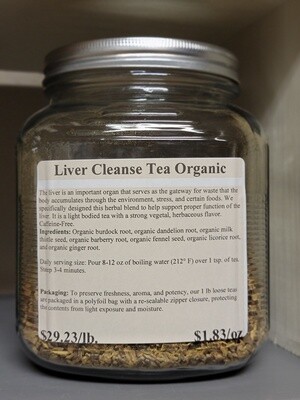 Liver Cleanse Tea Organic
The liver is an important organ that serves as the gateway for waste that the
body accumulates through the environment, stress, and certain foods. We
specifically designed this herbal blend to help support proper function of the
liver. It is a light bodied tea with a strong vegetal, herbaceous flavor.
Caffeine-Free.
Ingredients: Organic burdock root, organic dandelion root, organic milk
thistle seed, organic barberry root, organic fennel seed, organic licorice root,
and organic ginger root.
Daily serving size: Pour 8-12 oz of boiling water (212° F) over 1 tsp. of tea.
Steep 3-4 minutes.
Packaging: To preserve freshness, aroma, and potency, our 1 lb loose teas
are packaged in a polyfoil bag with a re-sealable zipper closure, protecting
the contents from light exposure and moisture.
$29.23/lb. $1.83/oz